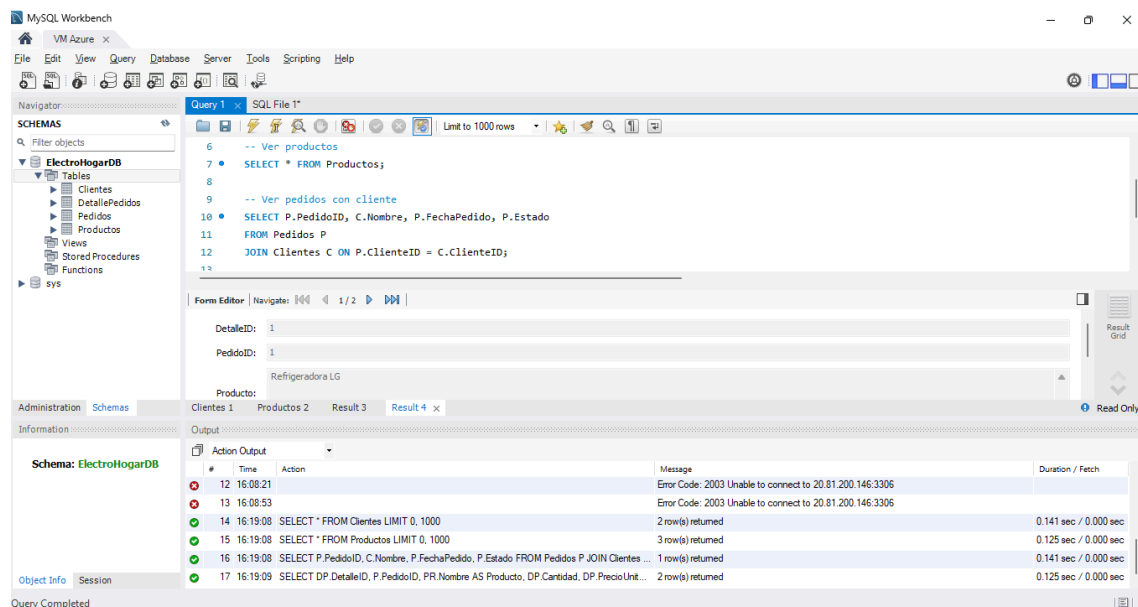 MySQL Workbench
VM Azure ×
File Edit View Query Database Server Tools Scripting Help
Navigator
SCHEMAS
Filter objects
ElectroHogarDB
Tables
Clientes
DetallePedidos
Pedidos
Productos
Views
Stored Procedures
Functions
sys
Administration Schemas
Information
Schema: ElectroHogarDB
Object Info Session
Query 1 × SQL File 1*
Limit to 1000 rows
6 -- Ver productos
7 SELECT * FROM Productos;
8
9 -- Ver pedidos con cliente
10 SELECT P.PedidoID, C.Nombre, P.FechaPedido, P.Estado
11 FROM Pedidos P
12 JOIN Clientes C ON P.ClienteID = C.ClienteID;
13
Form Editor Navigate: 1 / 2
DetalleID: 1
PedidoID: 1
Refrigeradora LG
Producto:
Result
Grid
Clientes 1 Productos 2 Result 3 Result 4 × Read Only
Output
Action Output
# Time Action Message Duration / Fetch
12 16:08:21 Error Code: 2003 Unable to connect to 20.81.200.146:3306
13 16:08:53 Error Code: 2003 Unable to connect to 20.81.200.146:3306
14 16:19:08 SELECT * FROM Clientes LIMIT 0, 1000 2 row(s) returned 0.141 sec / 0.000 sec
15 16:19:08 SELECT * FROM Productos LIMIT 0, 1000 3 row(s) returned 0.125 sec / 0.000 sec
16 16:19:08 SELECT P.PedidoID, C.Nombre, P.FechaPedido, P.Estado FROM Pedidos P JOIN Clientes ... 1 row(s) returned 0.141 sec / 0.000 sec
17 16:19:09 SELECT DP.DetalleID, P.PedidoID, PR.Nombre AS Producto, DP.Cantidad, DP.PrecioUnit... 2 row(s) returned 0.125 sec / 0.000 sec
Query Completed